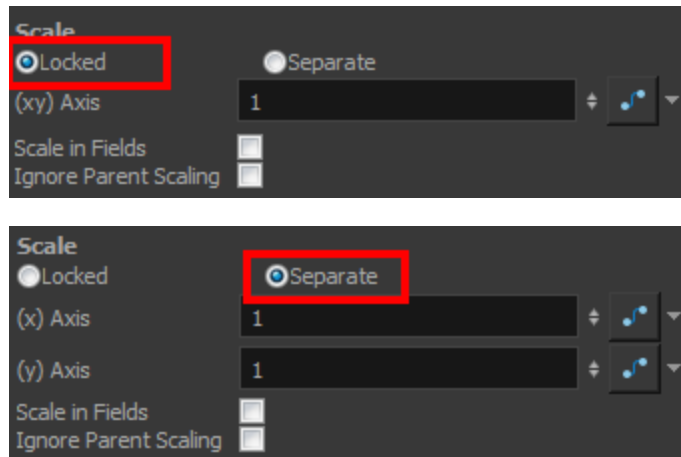 Scale
Locked Separate
(xy) Axis 1
Scale in Fields
Ignore Parent Scaling
Scale
Locked Separate
(x) Axis 1
(y) Axis 1
Scale in Fields
Ignore Parent Scaling